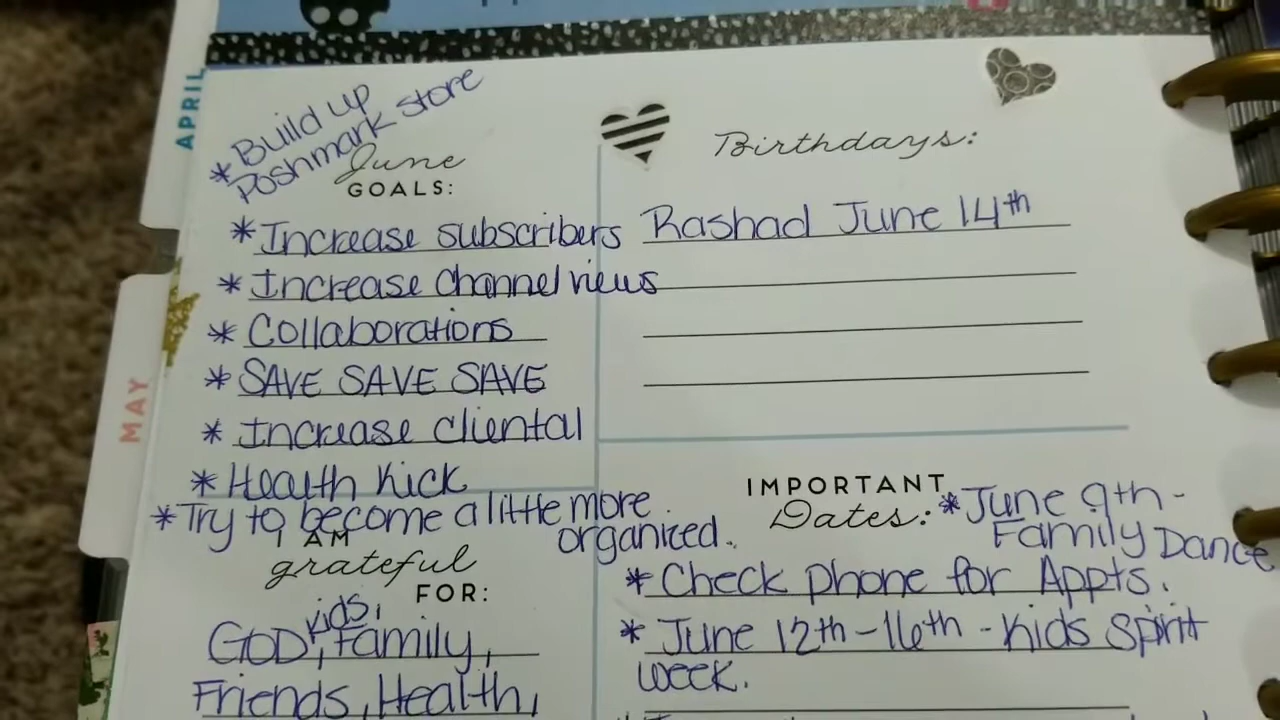 APRIL
MAY
* Build up
Poshmark store
June
GOALS:
* Increase subscribers
* Increase Channel views
* Collaborations
* SAVE SAVE SAVE
* Increase cliental
* Health Kick
* Try to become a little more
organized.
Birthdays:
Rashad June 14th
I AM
grateful
FOR:
kids,
GOD, Family,
Friends, Health,
IMPORTANT
Dates:
* June 9th -
Family Dance
* Check phone for Appts.
* June 12th-16th - Kids Spirit
week.